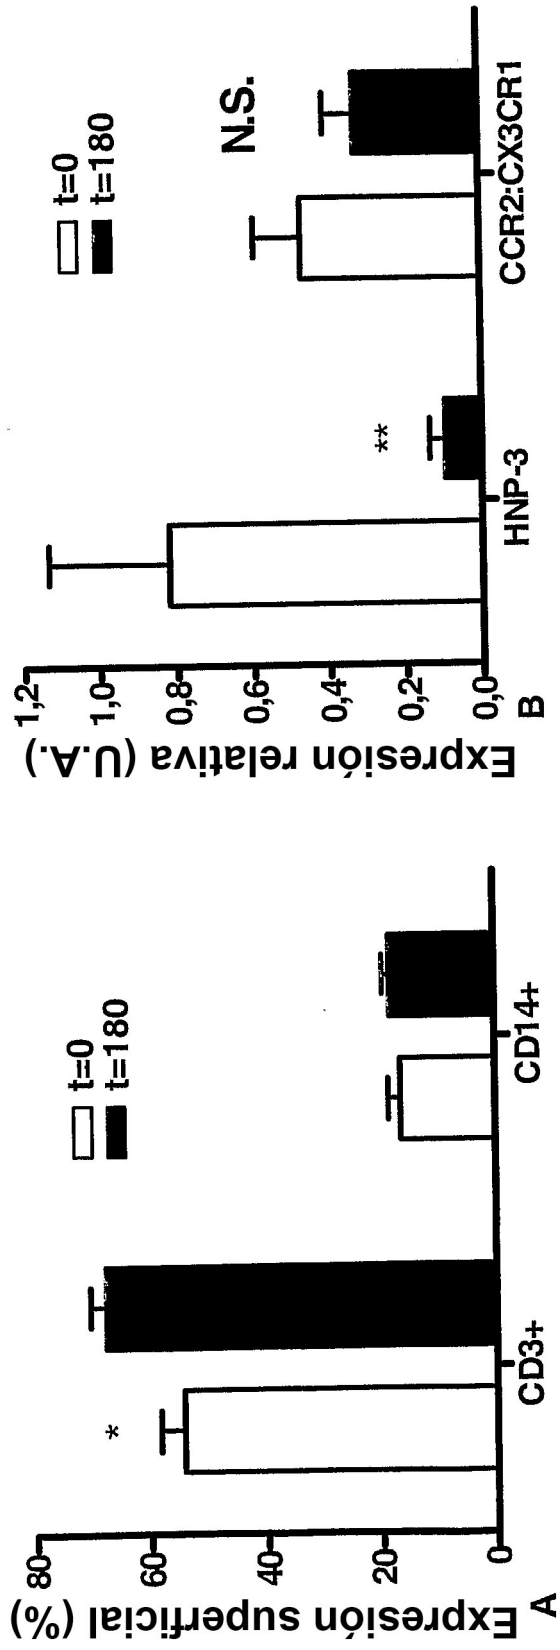 Expresión superficial (%)
80
60
40
20
0
*
t=0
t=180
CD3+
CD14+
A
Expresión relativa (U.A.)
1,2
1,0
0,8
0,6
0,4
0,2
0,0
**
t=0
t=180
N.S.
HNP-3
CCR2:CX3CR1
B